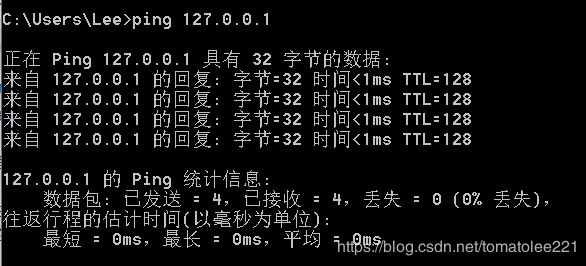 C:\Users\Lee>ping 127.0.0.1
正在 Ping 127.0.0.1 具有 32 字节的数据:
来自 127.0.0.1 的回复: 字节=32 时间<1ms TTL=128
来自 127.0.0.1 的回复: 字节=32 时间<1ms TTL=128
来自 127.0.0.1 的回复: 字节=32 时间<1ms TTL=128
来自 127.0.0.1 的回复: 字节=32 时间<1ms TTL=128
127.0.0.1 的 Ping 统计信息:
数据包: 已发送 = 4，已接收 = 4，丢失 = 0 (0% 丢失)，
往返行程的估计时间(以毫秒为单位):
最短 = 0ms，最长 = 0ms，平均 = 0ms
https://blog.csdn.net/tomatolee221